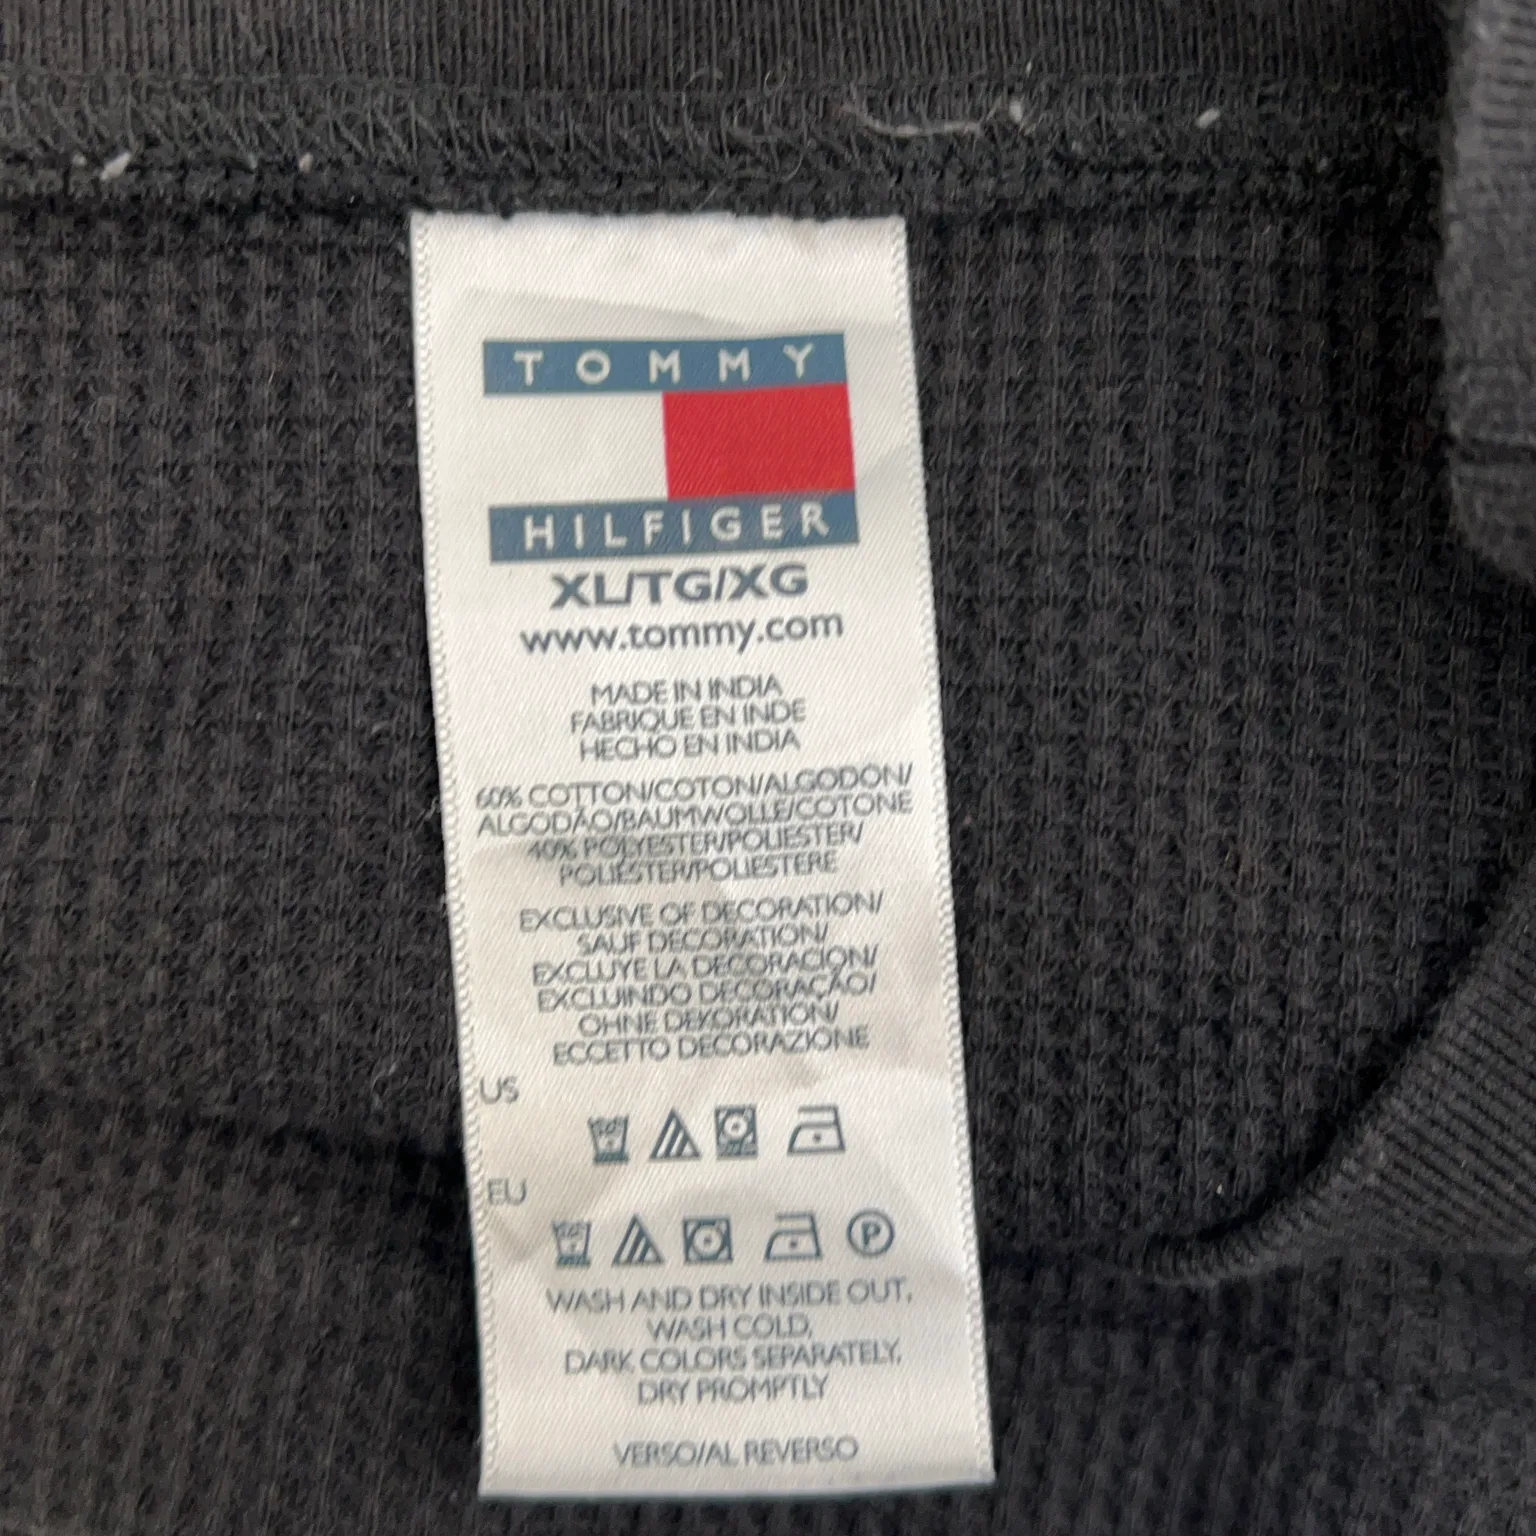 TOMMY
HILFIGER
XL/TG/XG
www.tommy.com
MADE IN INDIA
FABRIQUE EN INDE
HECHO EN INDIA
60% COTTON/COTON/ALGODON/
ALGODÃO/BAUMWOLLE/COTONE
40% POLYESTER/POLIESTER/
POLIÉSTER/POLIESTERE
EXCLUSIVE OF DECORATION/
SAUF DECORATION/
EXCLUYE LA DECORACIÓN/
EXCLUINDO DECORAÇÃO/
OHNE DEKORATION/
ECCETTO DECORAZIONE
US
EU
P
WASH AND DRY INSIDE OUT,
WASH COLD,
DARK COLORS SEPARATELY,
DRY PROMPTLY
VERSO/AL REVERSO